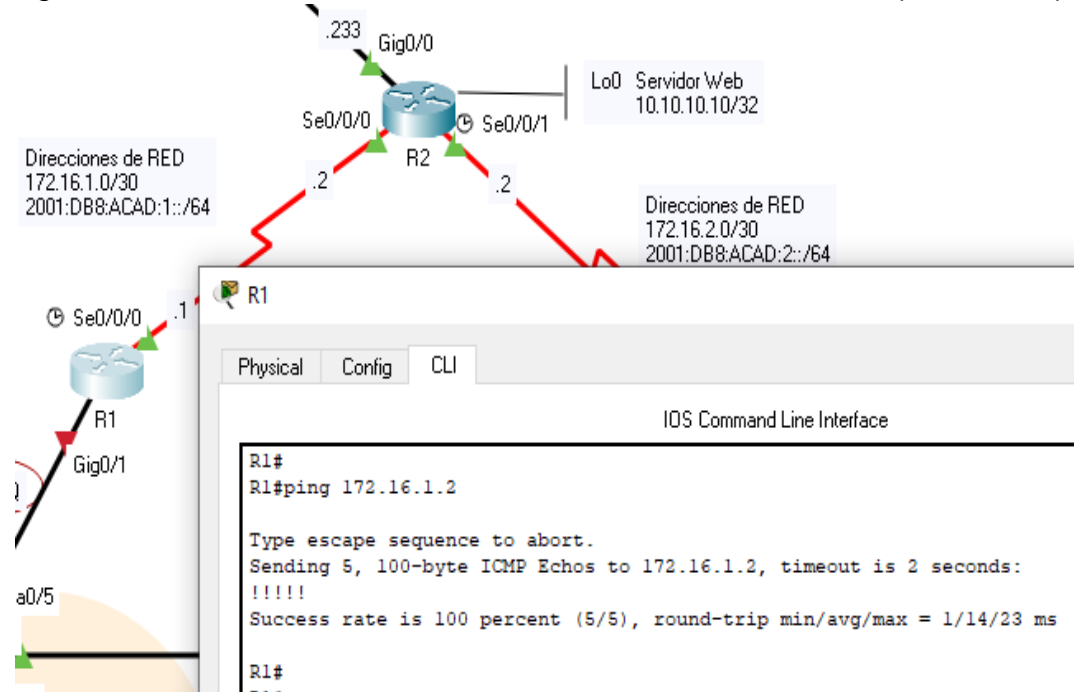 .233
Gig0/0
Lo0 Servidor Web
10.10.10.10/32
Se0/0/0
Se0/0/1
R2
Direcciones de RED
172.16.1.0/30
2001:DB8:ACAD:1::/64
.2
.2
Direcciones de RED
172.16.2.0/30
2001:DB8:ACAD:2::/64
R1
Se0/0/0
.1
Physical Config CLI
R1
IOS Command Line Interface
Gig0/1
R1#
R1#ping 172.16.1.2
Type escape sequence to abort.
Sending 5, 100-byte ICMP Echos to 172.16.1.2, timeout is 2 seconds:
!!!!!
a0/5
Success rate is 100 percent (5/5), round-trip min/avg/max = 1/14/23 ms
R1#